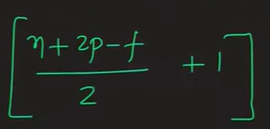 [ (n + 2p - f) / 2 + 1 ]